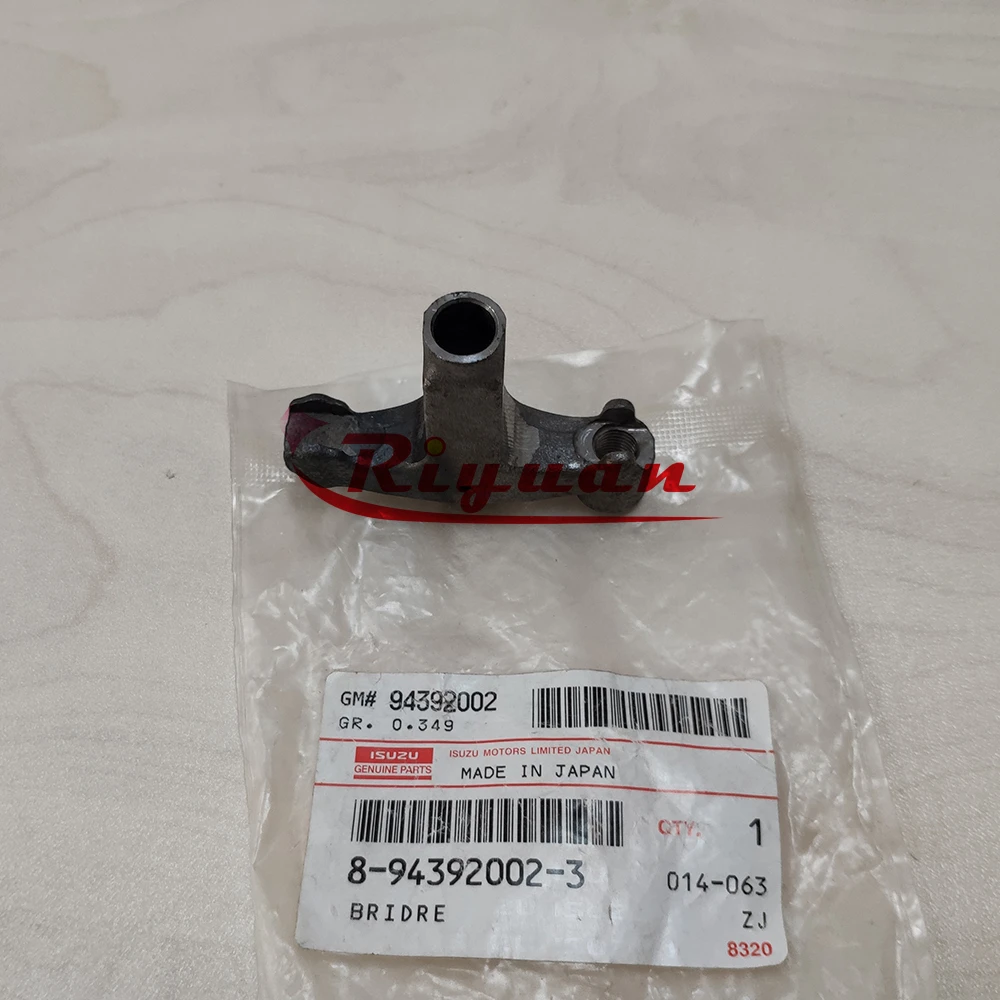 Riyuan
GM# 94392002
GR. 0.349
ISUZU
GENUINE PARTS
ISUZU MOTORS LIMITED JAPAN
MADE IN JAPAN
QTY. 1
8-94392002-3
014-063
BRIDRE
ZJ
8320